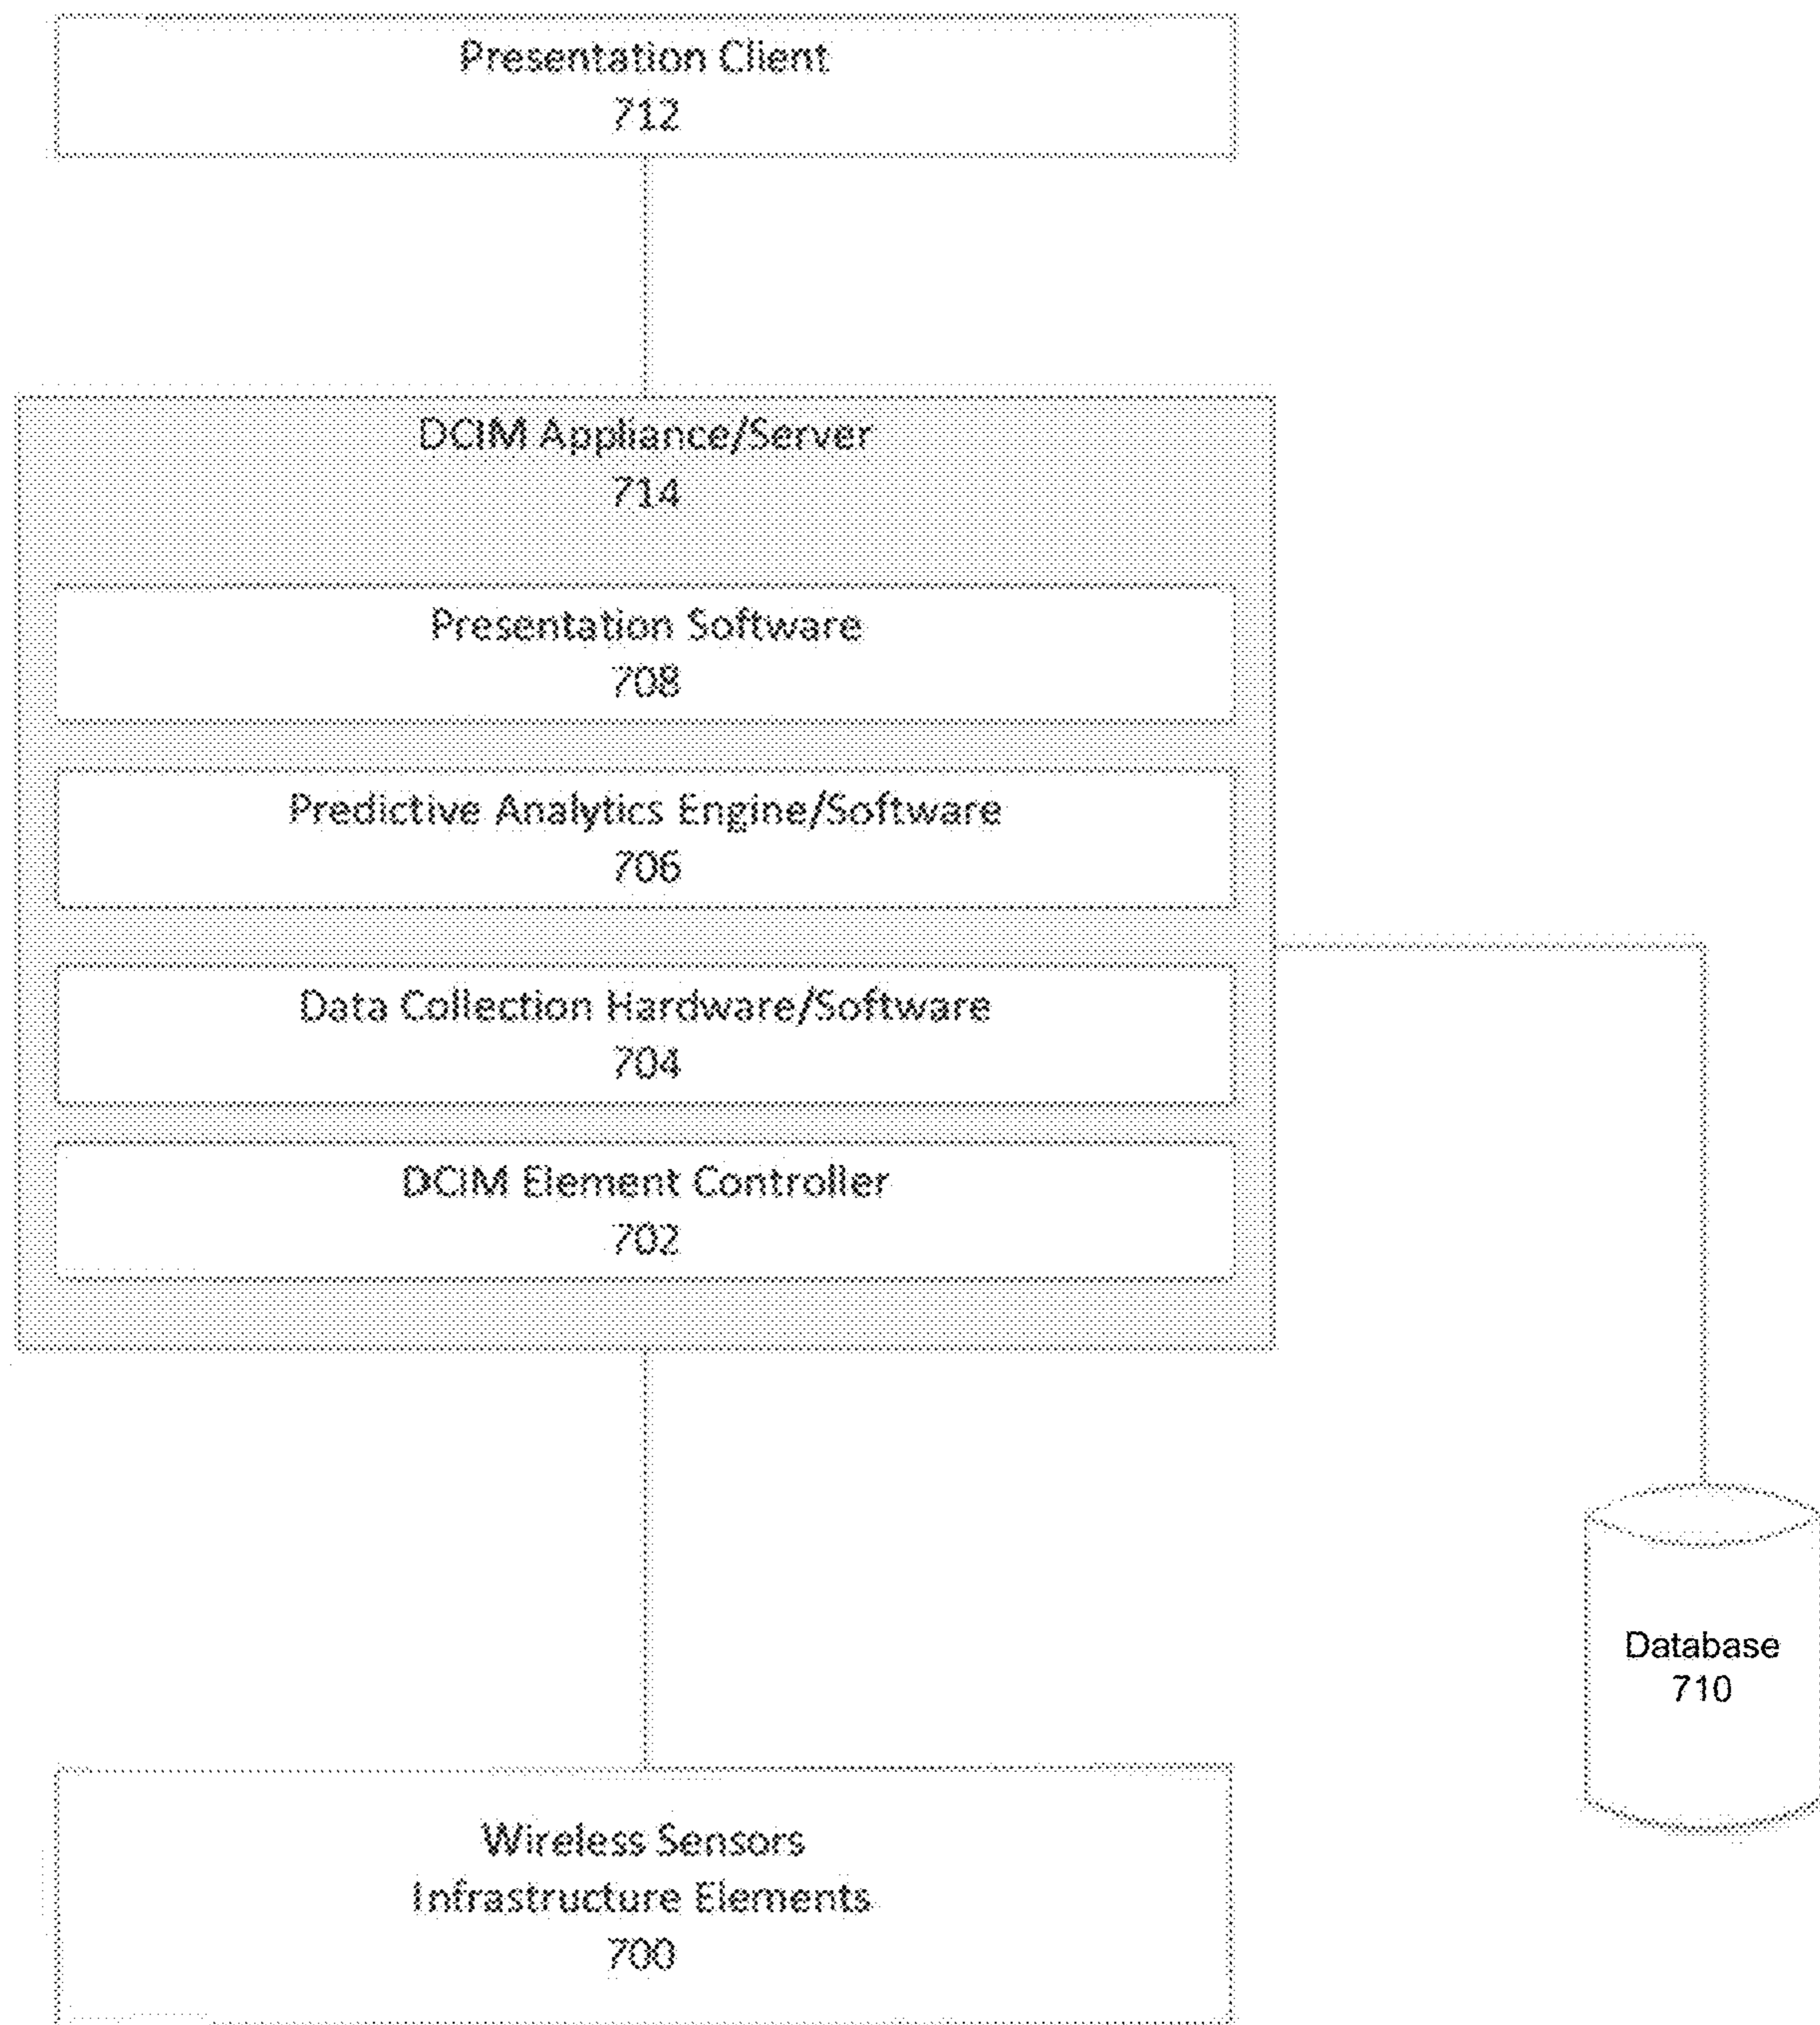 Presentation Client
712
DCIM Appliance/Server
714
Presentation Software
708
Predictive Analytics Engine/Software
706
Data Collection Hardware/Software
704
DCIM Element Controller
702
Database
710
Wireless Sensors
Infrastructure Elements
700